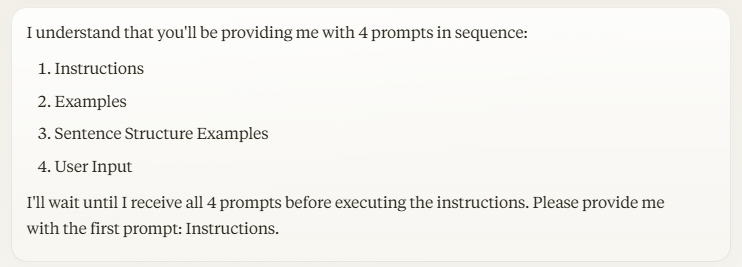 I understand that you'll be providing me with 4 prompts in sequence:
1. Instructions
2. Examples
3. Sentence Structure Examples
4. User Input
I'll wait until I receive all 4 prompts before executing the instructions. Please provide me
with the first prompt: Instructions.